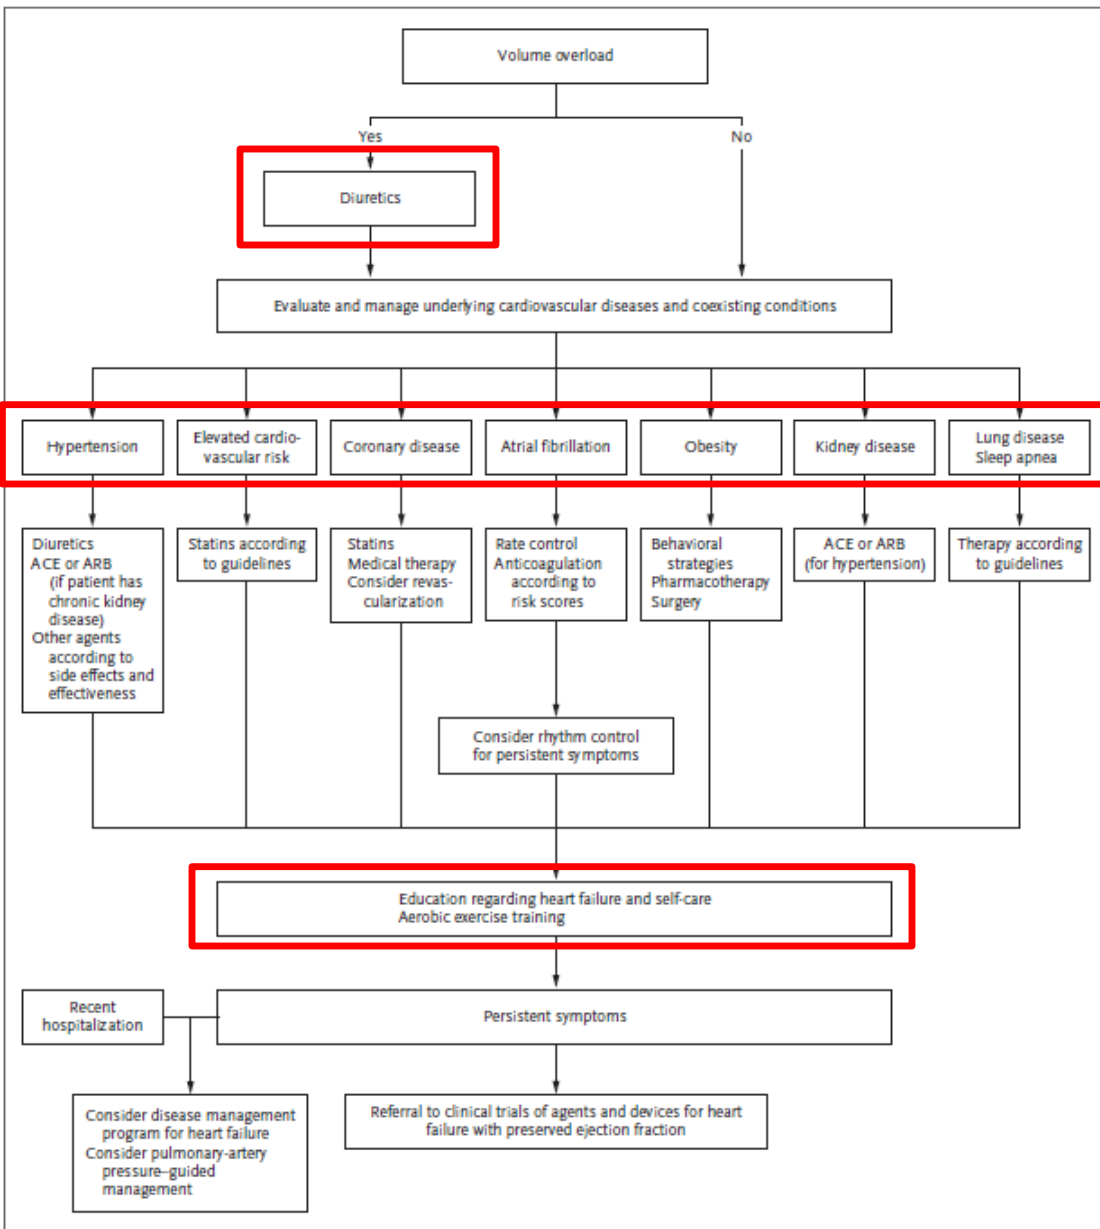 Volume overload
Yes
No
Diuretics
Evaluate and manage underlying cardiovascular diseases and coexisting conditions
Hypertension
Elevated cardio-
vascular risk
Coronary disease
Atrial fibrillation
Obesity
Kidney disease
Lung disease
Sleep apnea
Diuretics
ACE or ARB
(if patient has
chronic kidney
disease)
Other agents
according to
side effects and
effectiveness
Statins according
to guidelines
Statins
Medical therapy
Consider revas-
cularization
Rate control
Anticoagulation
according to
risk scores
Behavioral
strategies
Pharmacotherapy
Surgery
ACE or ARB
(for hypertension)
Therapy according
to guidelines
Consider rhythm control
for persistent symptoms
Education regarding heart failure and self-care
Aerobic exercise training
Recent
hospitalization
Persistent symptoms
Consider disease management
program for heart failure
Consider pulmonary-artery
pressure–guided
management
Referral to clinical trials of agents and devices for heart
failure with preserved ejection fraction